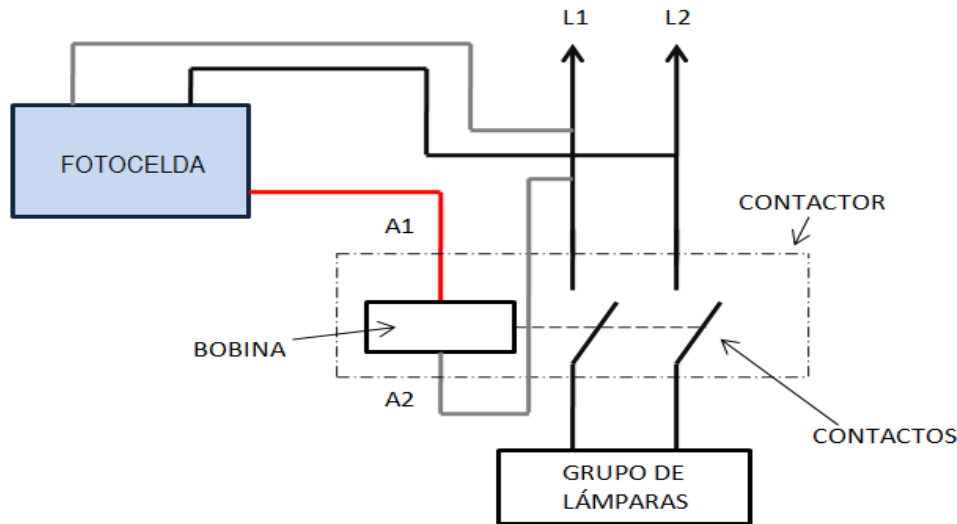 L1
L2
FOTOCELDA
CONTACTOR
A1
BOBINA
A2
CONTACTOS
GRUPO DE
LÁMPARAS